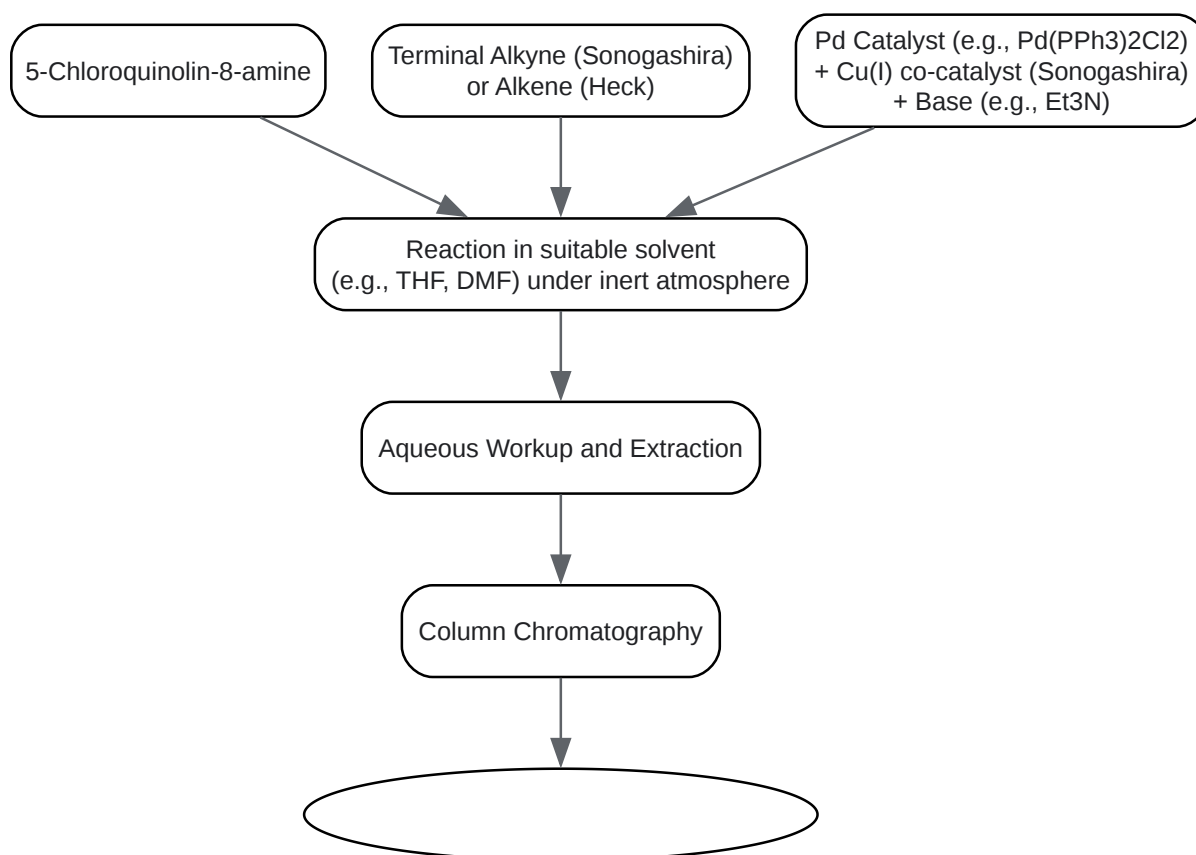 5-Chloroquinolin-8-amine
Terminal Alkyne (Sonogashira)
or Alkene (Heck)
Pd Catalyst (e.g., Pd(PPh3)2Cl2)
+ Cu(I) co-catalyst (Sonogashira)
+ Base (e.g., Et3N)
Reaction in suitable solvent
(e.g., THF, DMF) under inert atmosphere
Aqueous Workup and Extraction
Column Chromatography